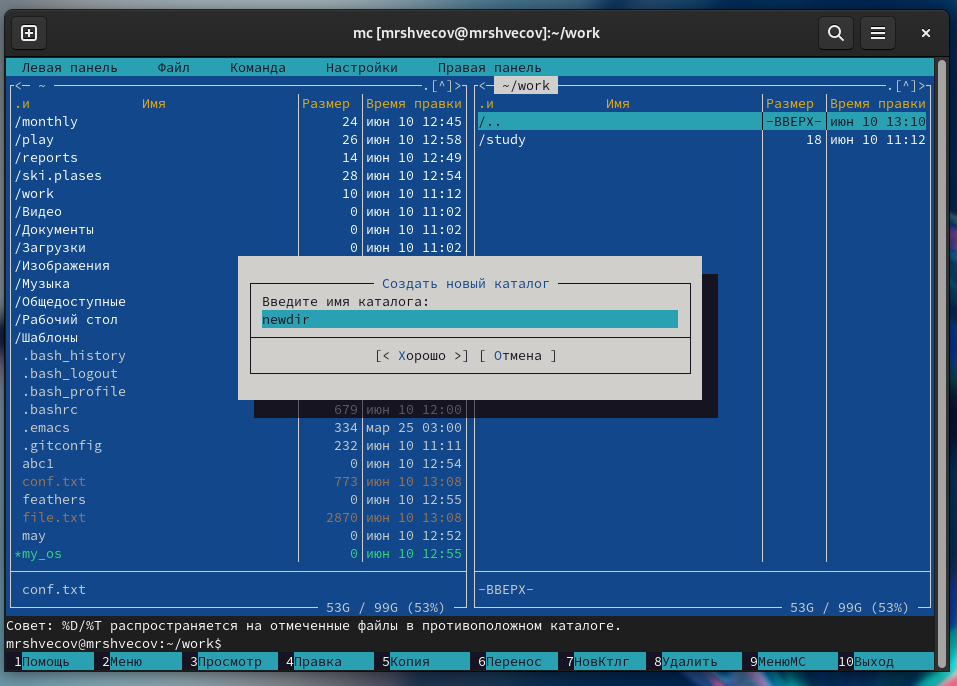 mc [mrshvecov@mrshvecov]:~/work
Левая панель Файл Команда Настройки Правая панель
<─ ~ .[^]>
.и Имя Размер Время правки
/monthly 24 июн 10 12:45
/play 26 июн 10 12:58
/reports 14 июн 10 12:49
/ski.plases 28 июн 10 12:54
/work 10 июн 10 11:12
/Видео 0 июн 10 11:02
/Документы 0 июн 10 11:02
/Загрузки 0 июн 10 11:02
/Изображения
/Музыка
/Общедоступные
/Рабочий стол
/Шаблоны
.bash_history
.bash_logout
.bash_profile
.bashrc 679 июн 10 12:00
.emacs 334 мар 25 03:00
.gitconfig 232 июн 10 11:11
abc1 0 июн 10 12:54
conf.txt 773 июн 10 13:08
feathers 0 июн 10 12:55
file.txt 2870 июн 10 13:08
may 0 июн 10 12:52
*my_os 0 июн 10 12:55
conf.txt
53G / 99G (53%)
<─ ~/work .[^]>
.и Имя Размер Время правки
/.. -ВВЕРХ- июн 10 13:10
/study 18 июн 10 11:12
-ВВЕРХ-
53G / 99G (53%)
Создать новый каталог
Введите имя каталога:
newdir
[< Хорошо >] [ Отмена ]
Совет: %D/%T распространяется на отмеченные файлы в противоположном каталоге.
mrshvecov@mrshvecov:~/work$
1Помощь 2Меню 3Просмотр 4Правка 5Копия 6Перенос 7НовКтлг 8Удалить 9МенюМС 10Выход